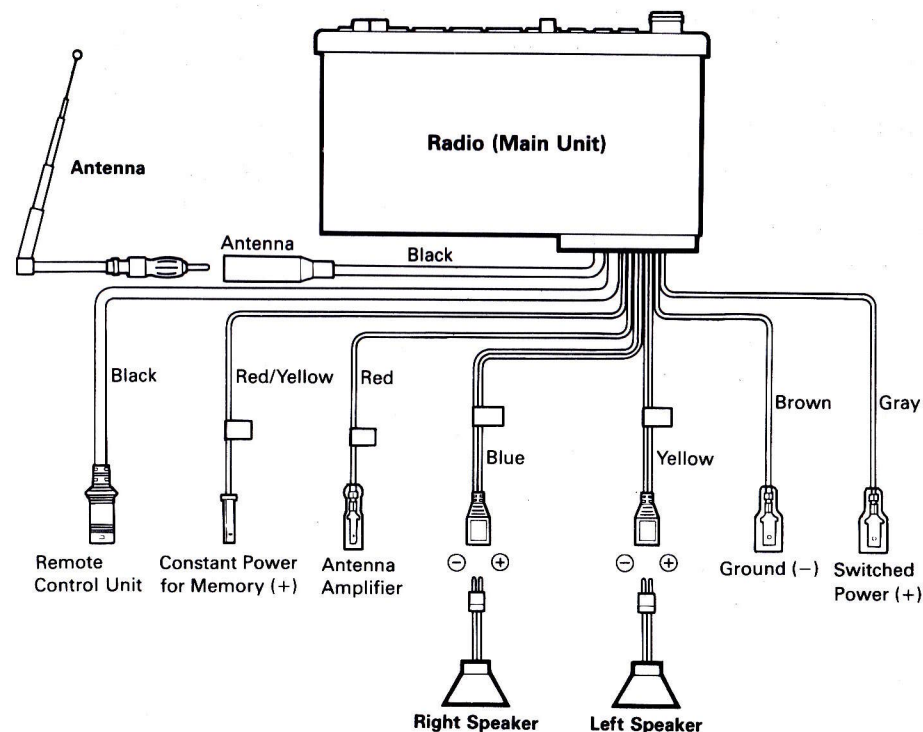 Radio (Main Unit)
Antenna
Antenna
Black
Black
Red/Yellow
Red
Blue
Yellow
Brown
Gray
Remote
Control Unit
Constant Power
for Memory (+)
Antenna
Amplifier
⊖ ⊕
⊖ ⊕
Ground (−)
Switched
Power (+)
Right Speaker
Left Speaker